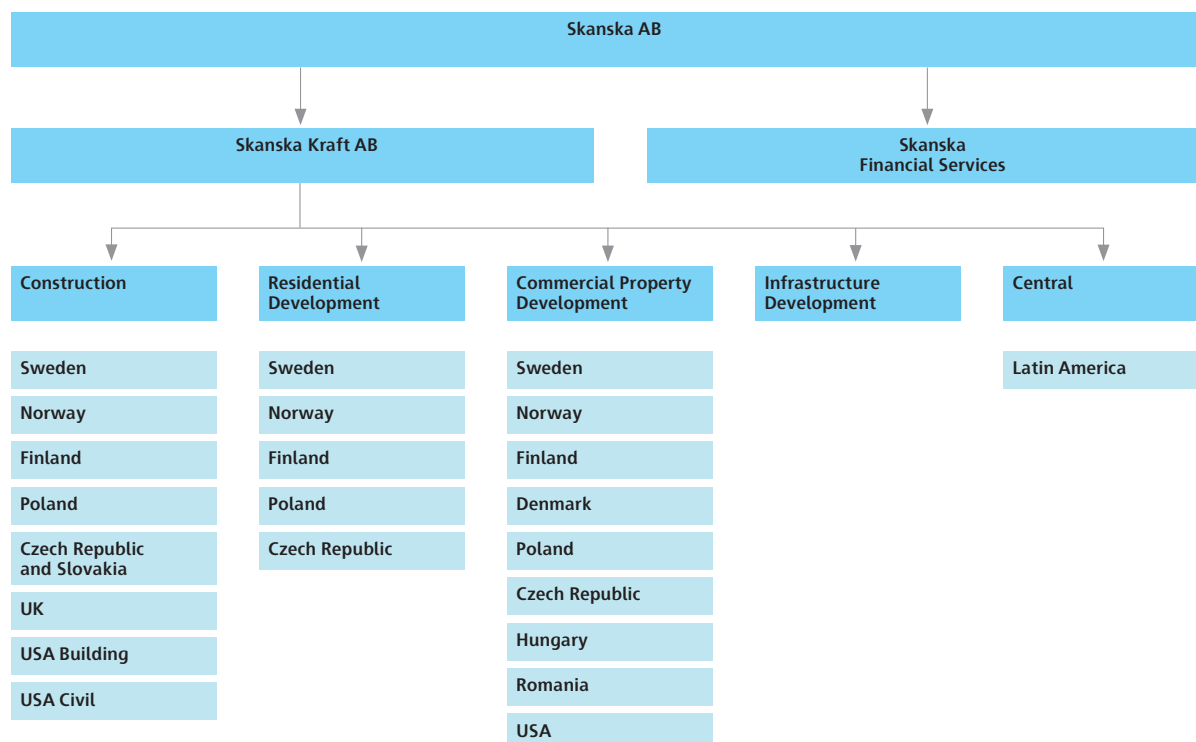 Skanska AB
Skanska Kraft AB
Skanska
Financial Services
Construction
Residential
Development
Commercial Property
Development
Infrastructure
Development
Central
Sweden
Norway
Finland
Poland
Czech Republic
and Slovakia
UK
USA Building
USA Civil
Sweden
Norway
Finland
Poland
Czech Republic
Sweden
Norway
Finland
Denmark
Poland
Czech Republic
Hungary
Romania
USA
Latin America